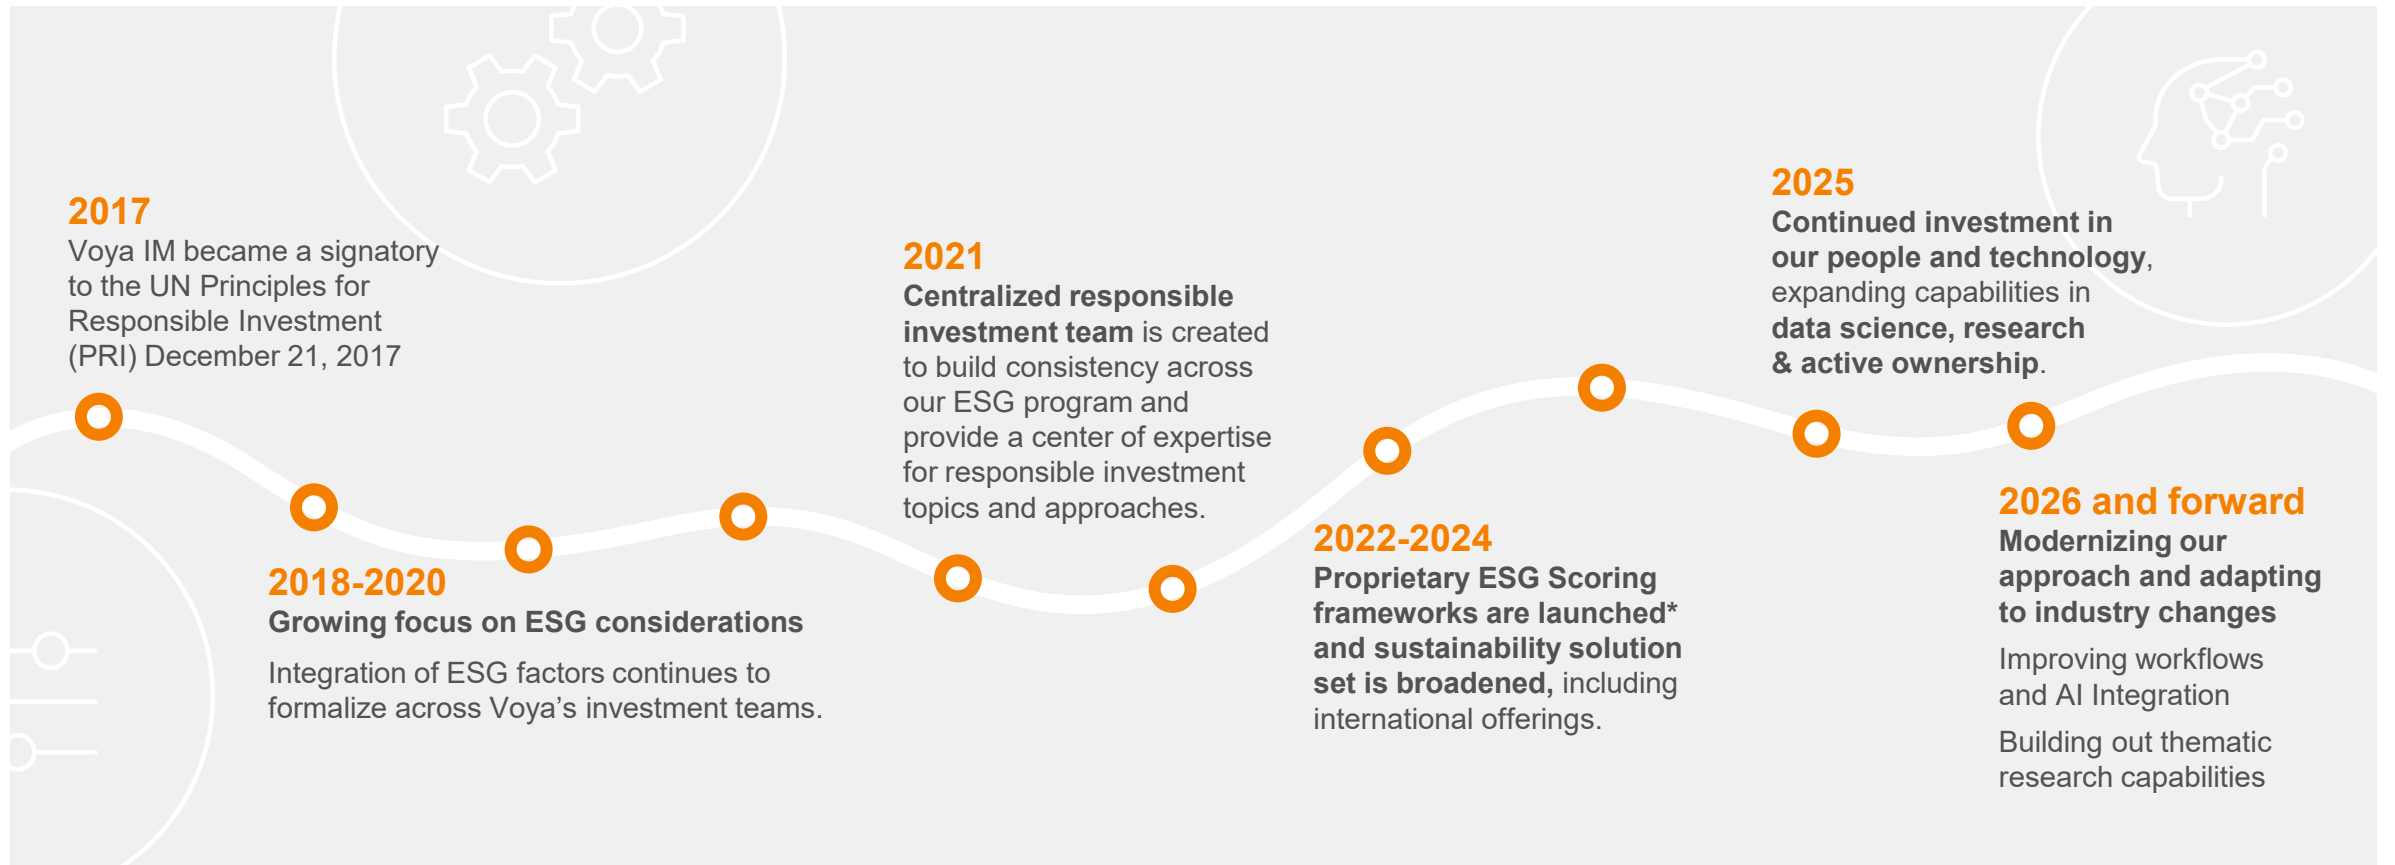 2017
Voya IM became a signatory
to the UN Principles for
Responsible Investment
(PRI) December 21, 2017
2018-2020
Growing focus on ESG considerations
Integration of ESG factors continues to
formalize across Voya’s investment teams.
2021
Centralized responsible
investment team is created
to build consistency across
our ESG program and
provide a center of expertise
for responsible investment
topics and approaches.
2022-2024
Proprietary ESG Scoring
frameworks are launched*
and sustainability solution
set is broadened, including
international offerings.
2025
Continued investment in
our people and technology,
expanding capabilities in
data science, research
& active ownership.
2026 and forward
Modernizing our
approach and adapting
to industry changes
Improving workflows
and AI Integration
Building out thematic
research capabilities